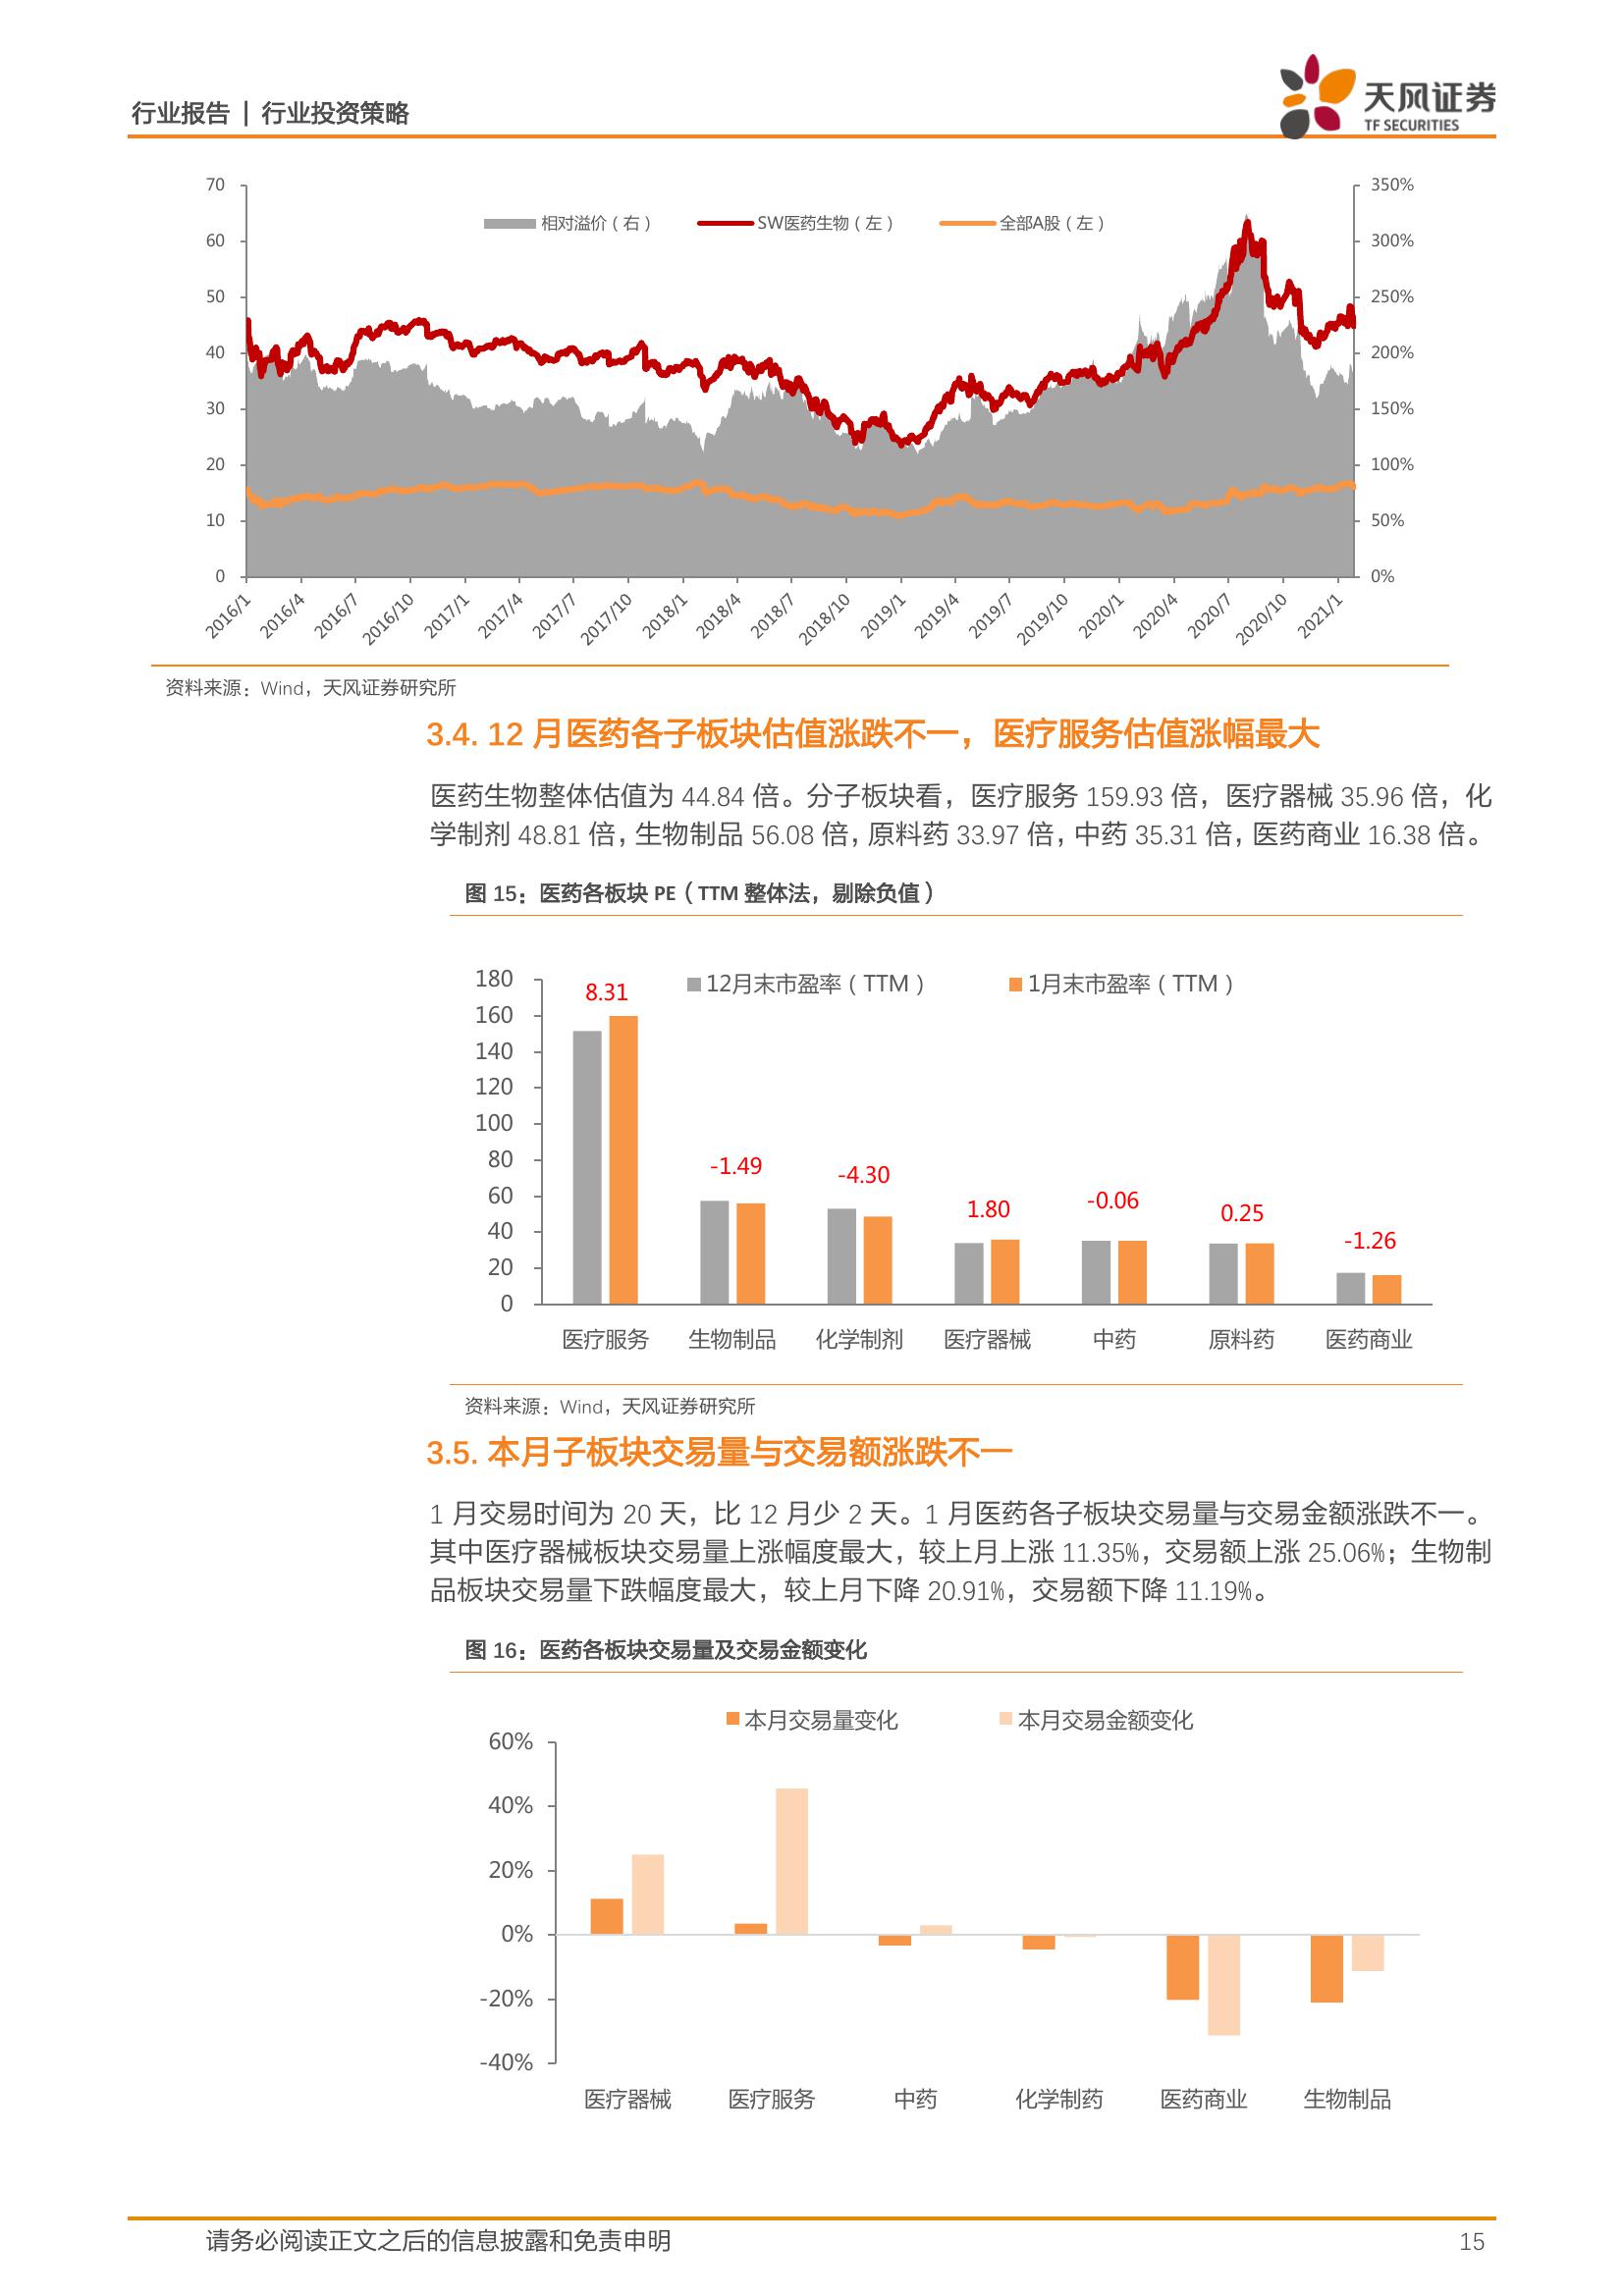 行业报告 | 行业投资策略
天风证券
TF SECURITIES
70
60
50
40
30
20
10
0
350%
300%
250%
200%
150%
100%
50%
0%
相对溢价（右） SW医药生物（左） 全部A股（左）
2016/1 2016/4 2016/7 2016/10 2017/1 2017/4 2017/7 2017/10 2018/1 2018/4 2018/7 2018/10 2019/1 2019/4 2019/7 2019/10 2020/1 2020/4 2020/7 2020/10 2021/1
资料来源：Wind，天风证券研究所
3.4. 12 月医药各子板块估值涨跌不一，医疗服务估值涨幅最大
医药生物整体估值为 44.84 倍。分子板块看，医疗服务 159.93 倍，医疗器械 35.96 倍，化
学制剂 48.81 倍，生物制品 56.08 倍，原料药 33.97 倍，中药 35.31 倍，医药商业 16.38 倍。
图 15：医药各板块 PE（TTM 整体法，剔除负值）
12月末市盈率（TTM） 1月末市盈率（TTM）
180
160
140
120
100
80
60
40
20
0
8.31 -1.49 -4.30 1.80 -0.06 0.25 -1.26
医疗服务 生物制品 化学制剂 医疗器械 中药 原料药 医药商业
资料来源：Wind，天风证券研究所
3.5. 本月子板块交易量与交易额涨跌不一
1 月交易时间为 20 天，比 12 月少 2 天。1 月医药各子板块交易量与交易金额涨跌不一。
其中医疗器械板块交易量上涨幅度最大，较上月上涨 11.35%，交易额上涨 25.06%；生物制
品板块交易量下跌幅度最大，较上月下降 20.91%，交易额下降 11.19%。
图 16：医药各板块交易量及交易金额变化
本月交易量变化 本月交易金额变化
60%
40%
20%
0%
-20%
-40%
医疗器械 医疗服务 中药 化学制药 医药商业 生物制品
请务必阅读正文之后的信息披露和免责申明 15